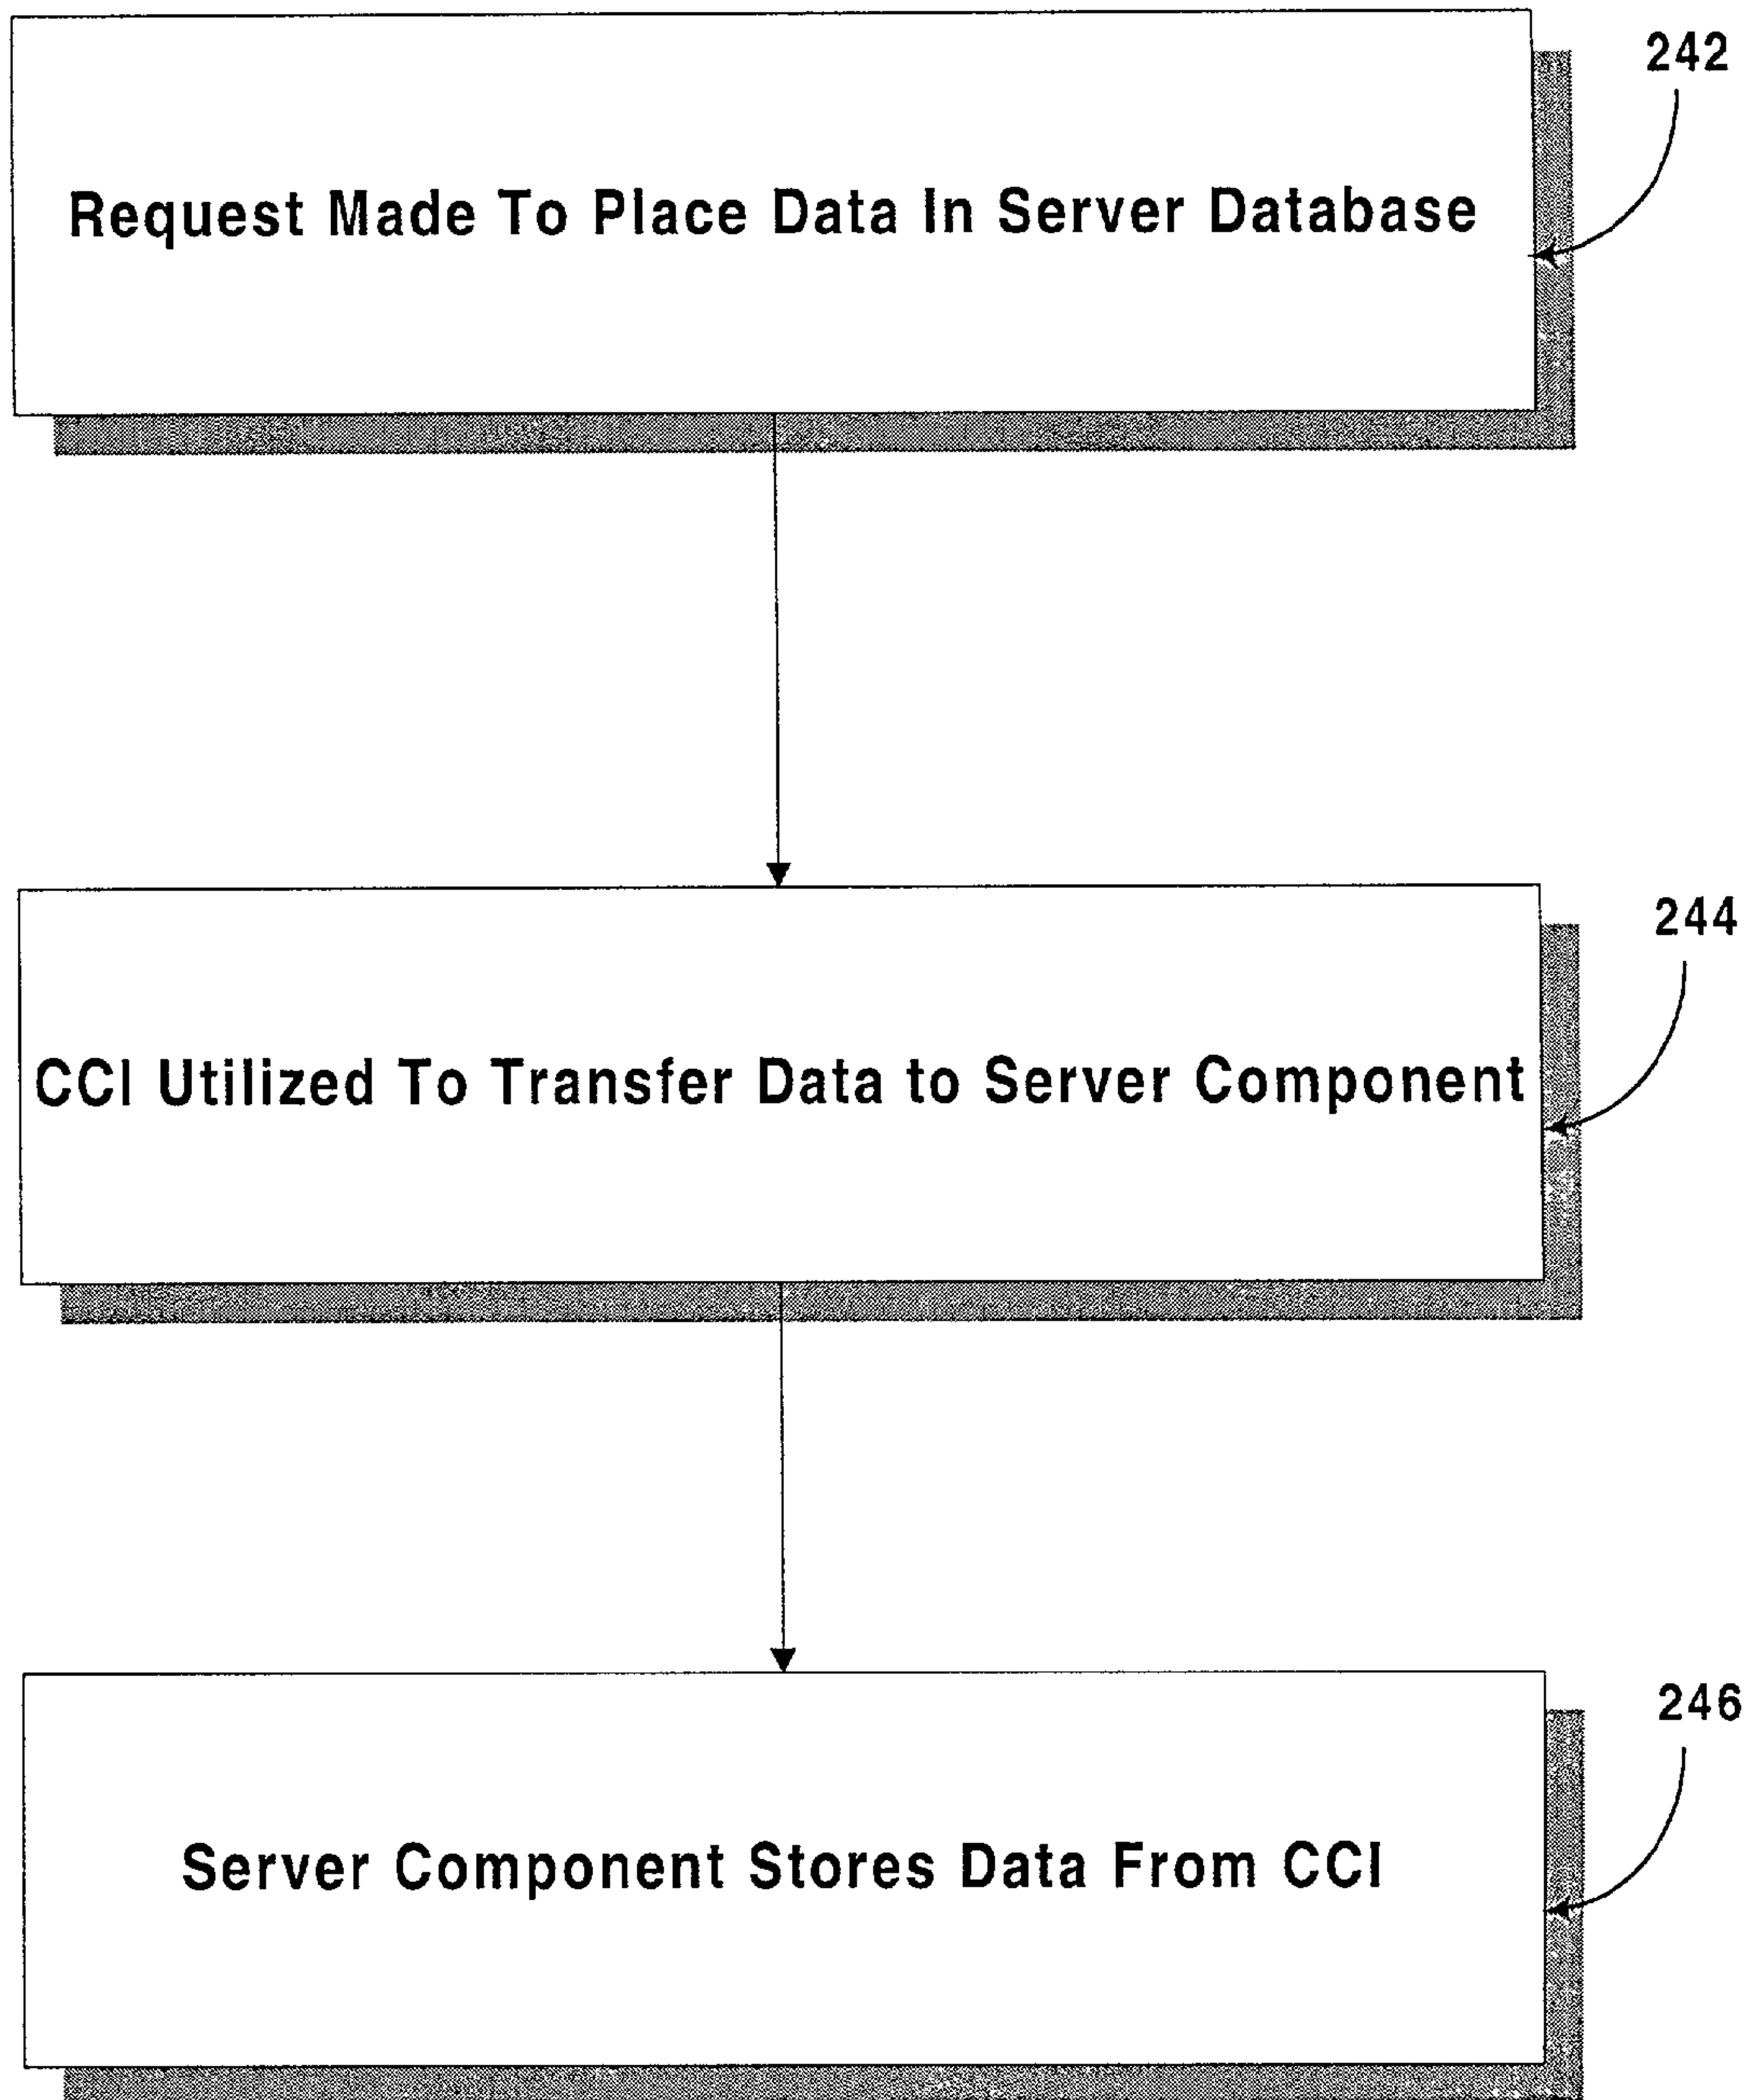 242
Request Made To Place Data In Server Database
244
CCI Utilized To Transfer Data to Server Component
246
Server Component Stores Data From CCI